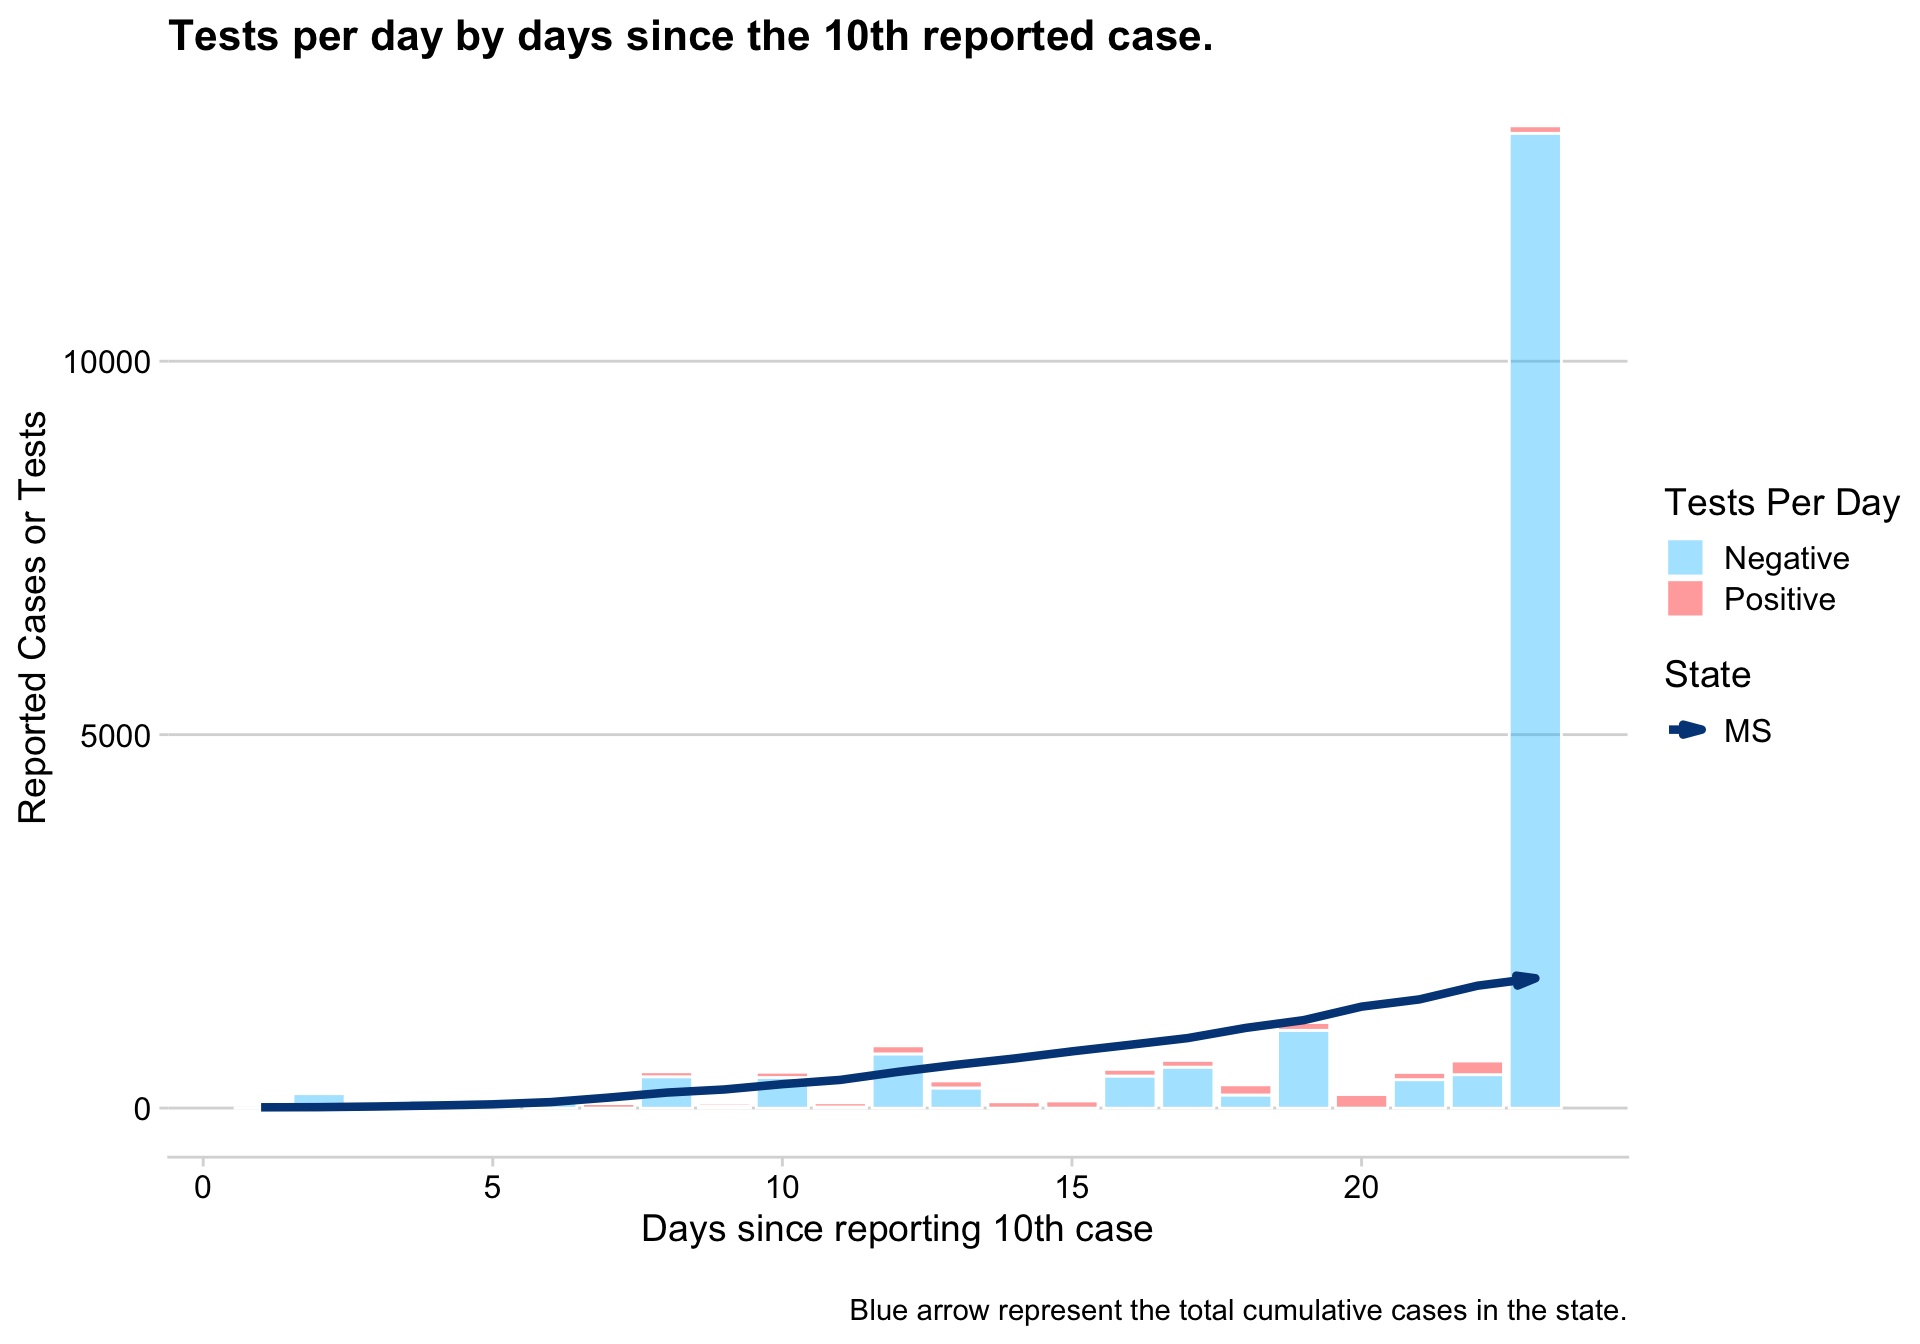 Tests per day by days since the 10th reported case.
Reported Cases or Tests
10000
5000
0
0 5 10 15 20
Days since reporting 10th case
Tests Per Day
Negative
Positive
State
MS
Blue arrow represent the total cumulative cases in the state.